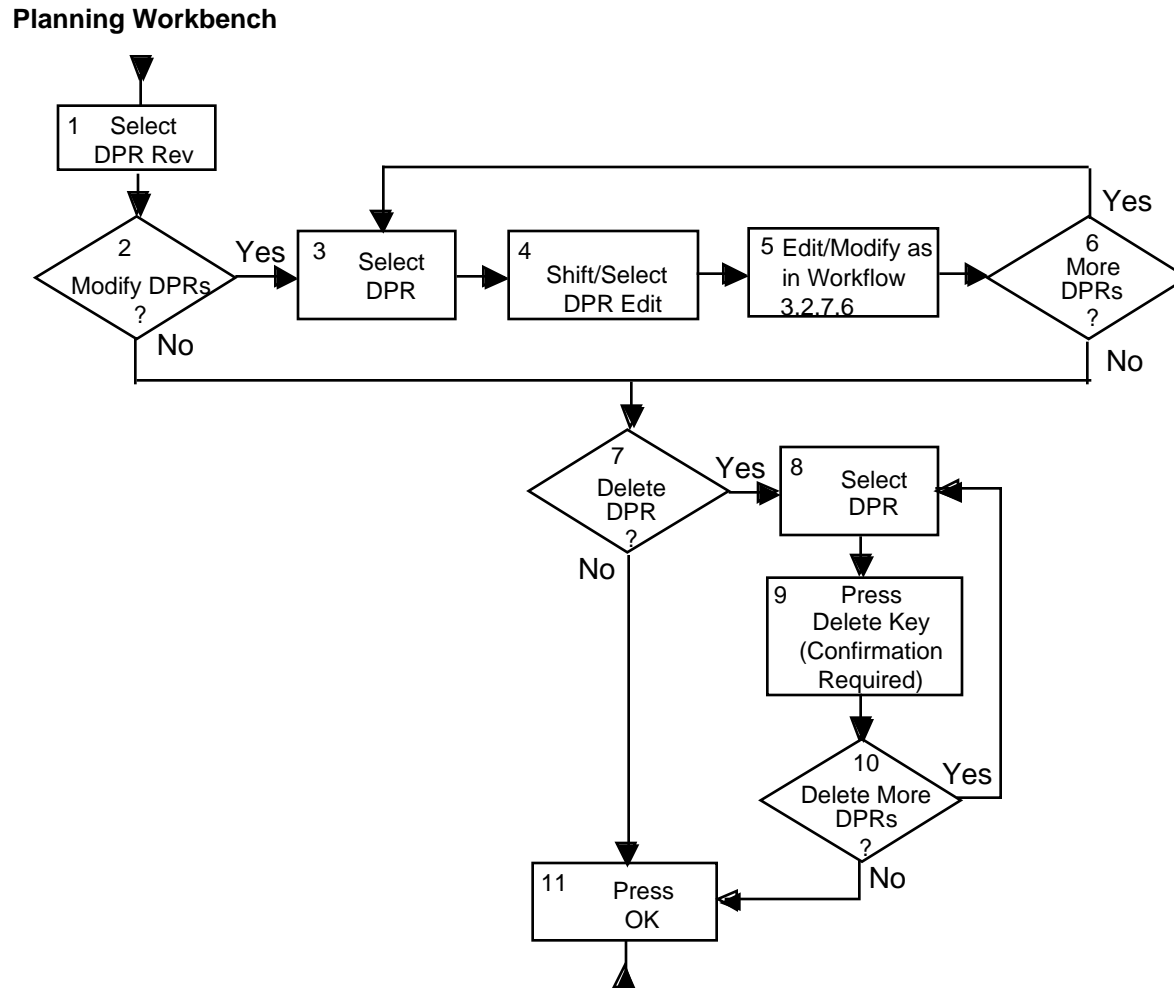 Planning Workbench
1 Select
DPR Rev
2
Modify DPRs
?
Yes
No
3 Select
DPR
4
Shift/Select
DPR Edit
5 Edit/Modify as
in Workflow
3.2.7.6
6
More
DPRs
?
Yes
No
7
Delete
DPR
?
Yes
No
8 Select
DPR
9 Press
Delete Key
(Confirmation
Required)
10
Delete More
DPRs
?
Yes
No
11 Press
OK